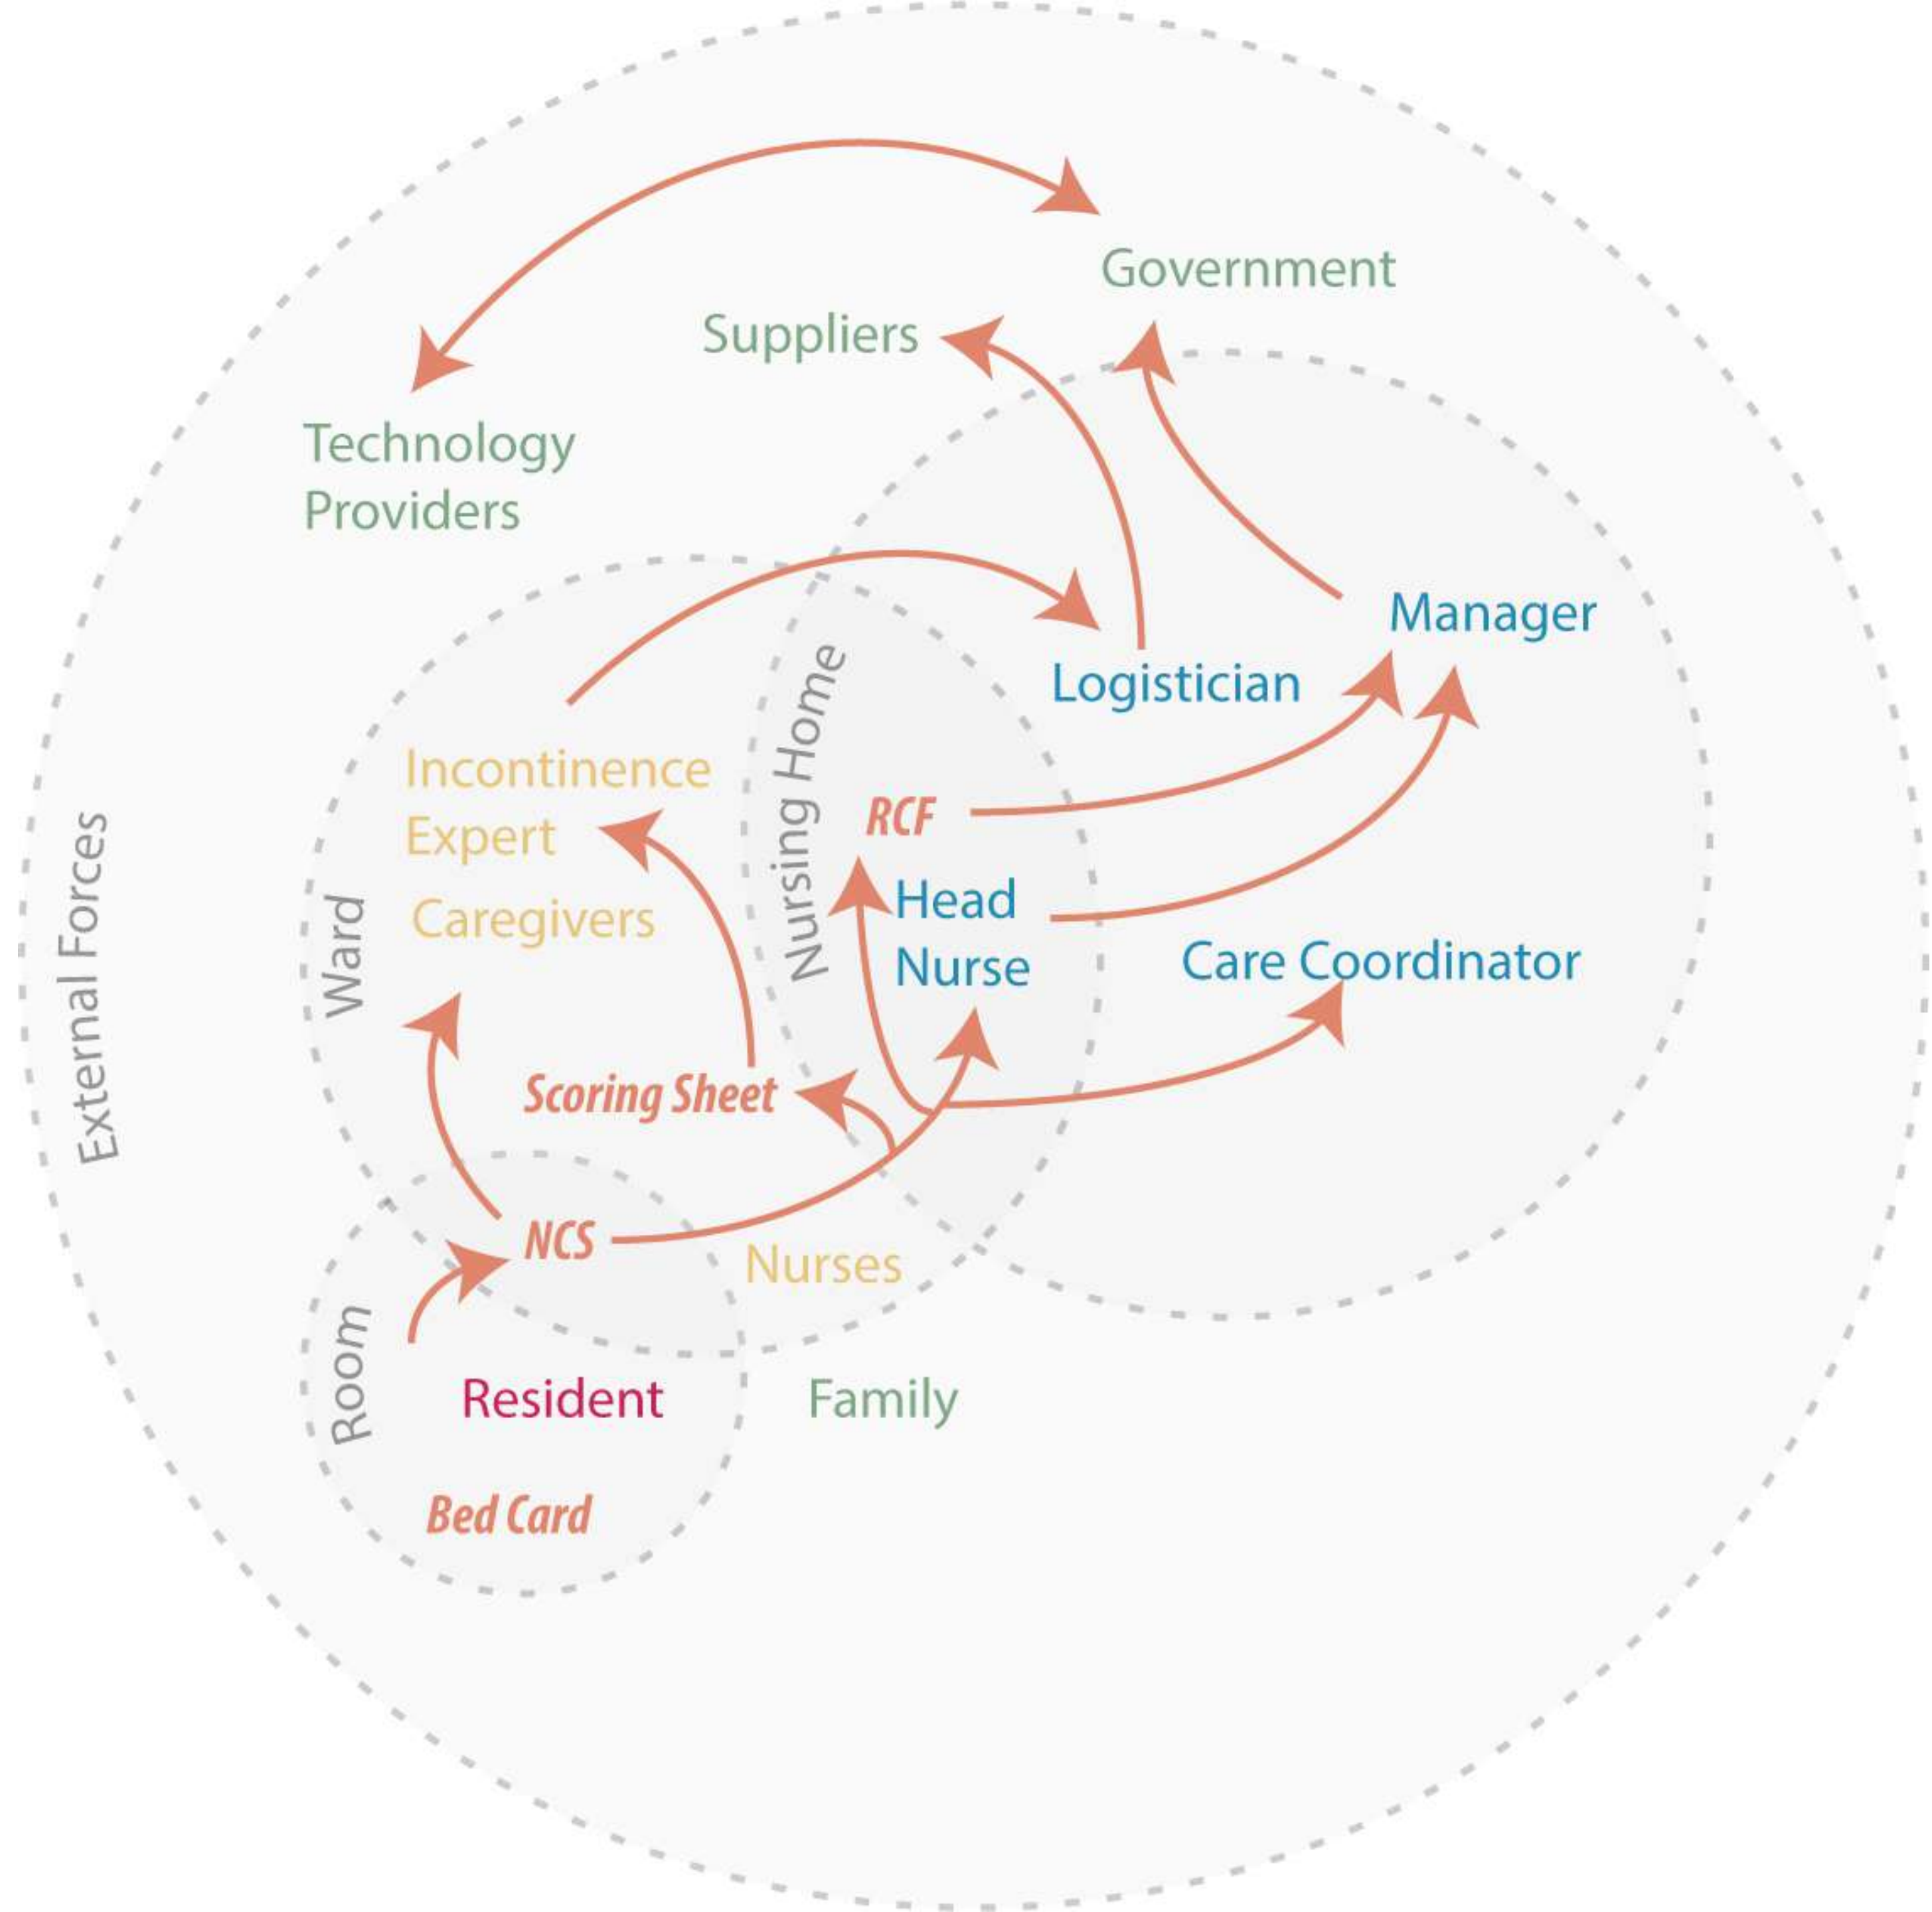 Government
Suppliers
Technology
Providers
Manager
Logistician
Nursing Home
Incontinence
Expert
RCF
Caregivers
Head
Nurse
Care Coordinator
Ward
External Forces
Scoring Sheet
NCS
Nurses
Room
Resident
Family
Bed Card